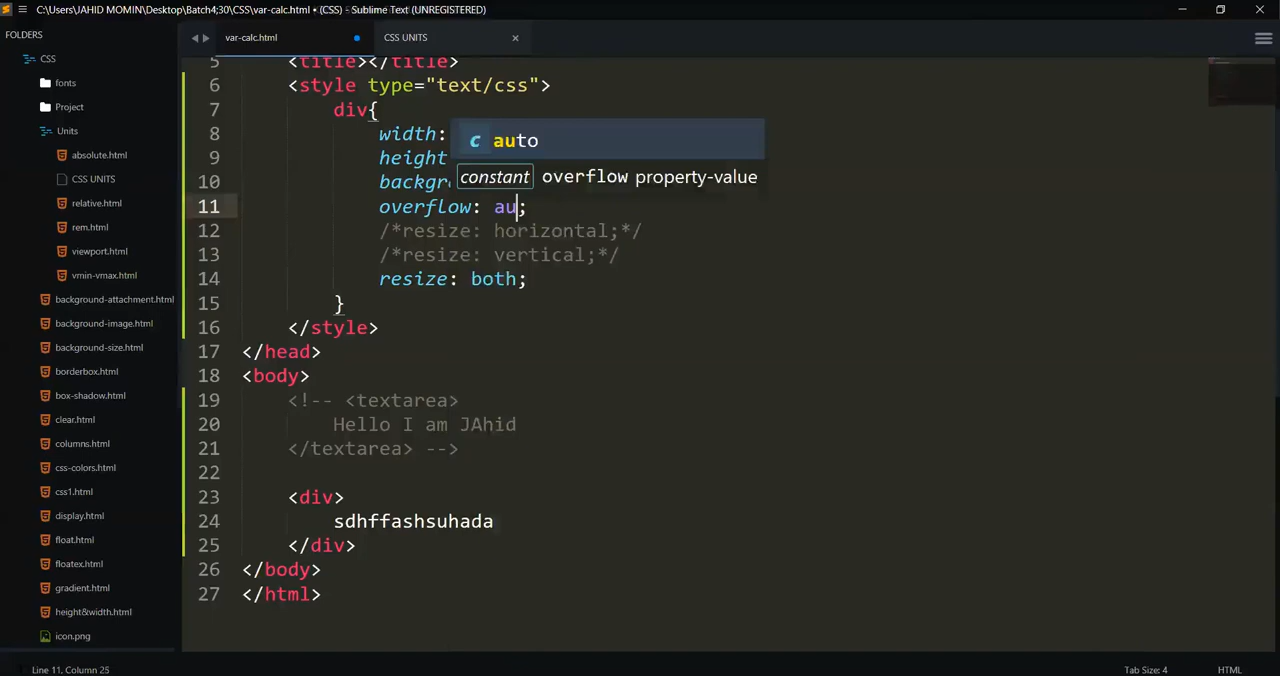 C:\Users\JAHID MOMIN\Desktop\Batch4;30\CSS\var-calc.html • (CSS) - Sublime Text (UNREGISTERED)
FOLDERS
CSS
fonts
Project
Units
absolute.html
CSS UNITS
relative.html
rem.html
viewport.html
vmin-vmax.html
background-attachment.html
background-image.html
background-size.html
borderbox.html
box-shadow.html
clear.html
columns.html
css-colors.html
css1.html
display.html
float.html
floatex.html
gradient.html
height&width.html
icon.png
var-calc.html
CSS UNITS
5 <title></title>
6 <style type="text/css">
7 div{
8 width:
9 height
10 backgr
11 overflow: au;
12 /*resize: horizontal;*/
13 /*resize: vertical;*/
14 resize: both;
15 }
16 </style>
17 </head>
18 <body>
19 <!-- <textarea>
20 Hello I am JAhid
21 </textarea> -->
22
23 <div>
24 sdhffashsuhada
25 </div>
26 </body>
27 </html>
c auto
constant overflow property-value
Line 11, Column 25
Tab Size: 4
HTML